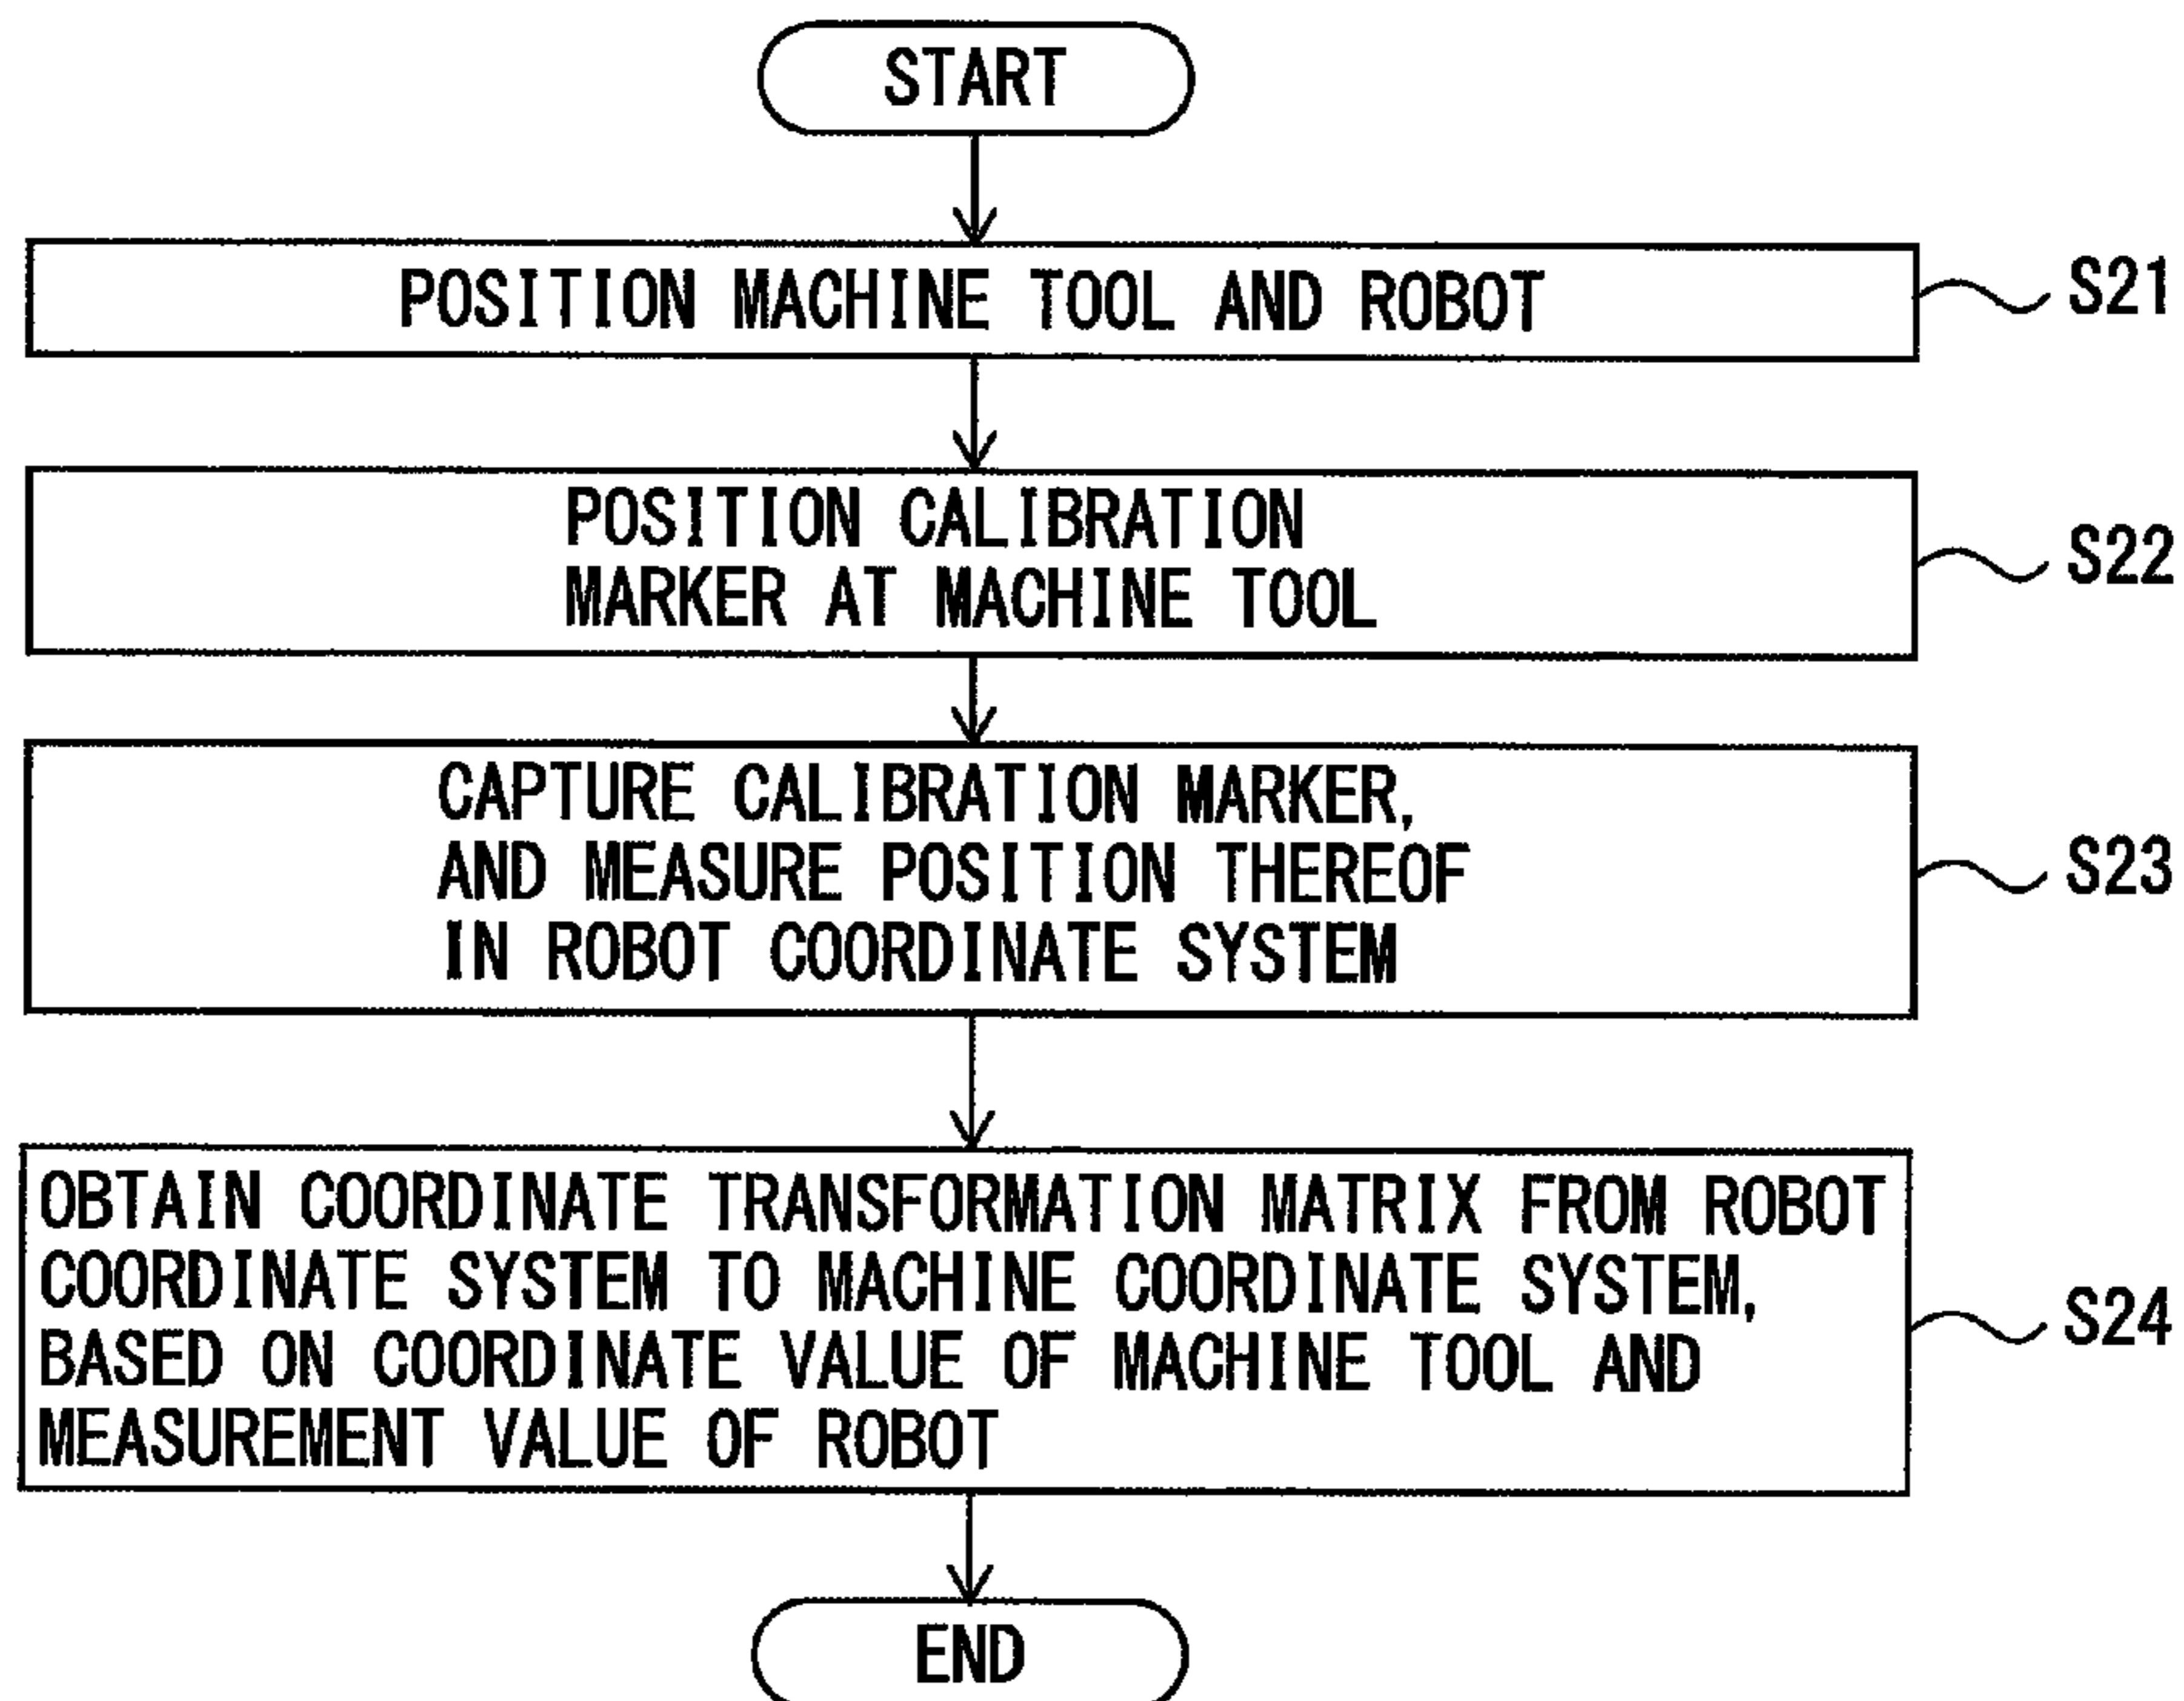 START
POSITION MACHINE TOOL AND ROBOT
S21
POSITION CALIBRATION
MARKER AT MACHINE TOOL
S22
CAPTURE CALIBRATION MARKER,
AND MEASURE POSITION THEREOF
IN ROBOT COORDINATE SYSTEM
S23
OBTAIN COORDINATE TRANSFORMATION MATRIX FROM ROBOT
COORDINATE SYSTEM TO MACHINE COORDINATE SYSTEM,
BASED ON COORDINATE VALUE OF MACHINE TOOL AND
MEASUREMENT VALUE OF ROBOT
S24
END